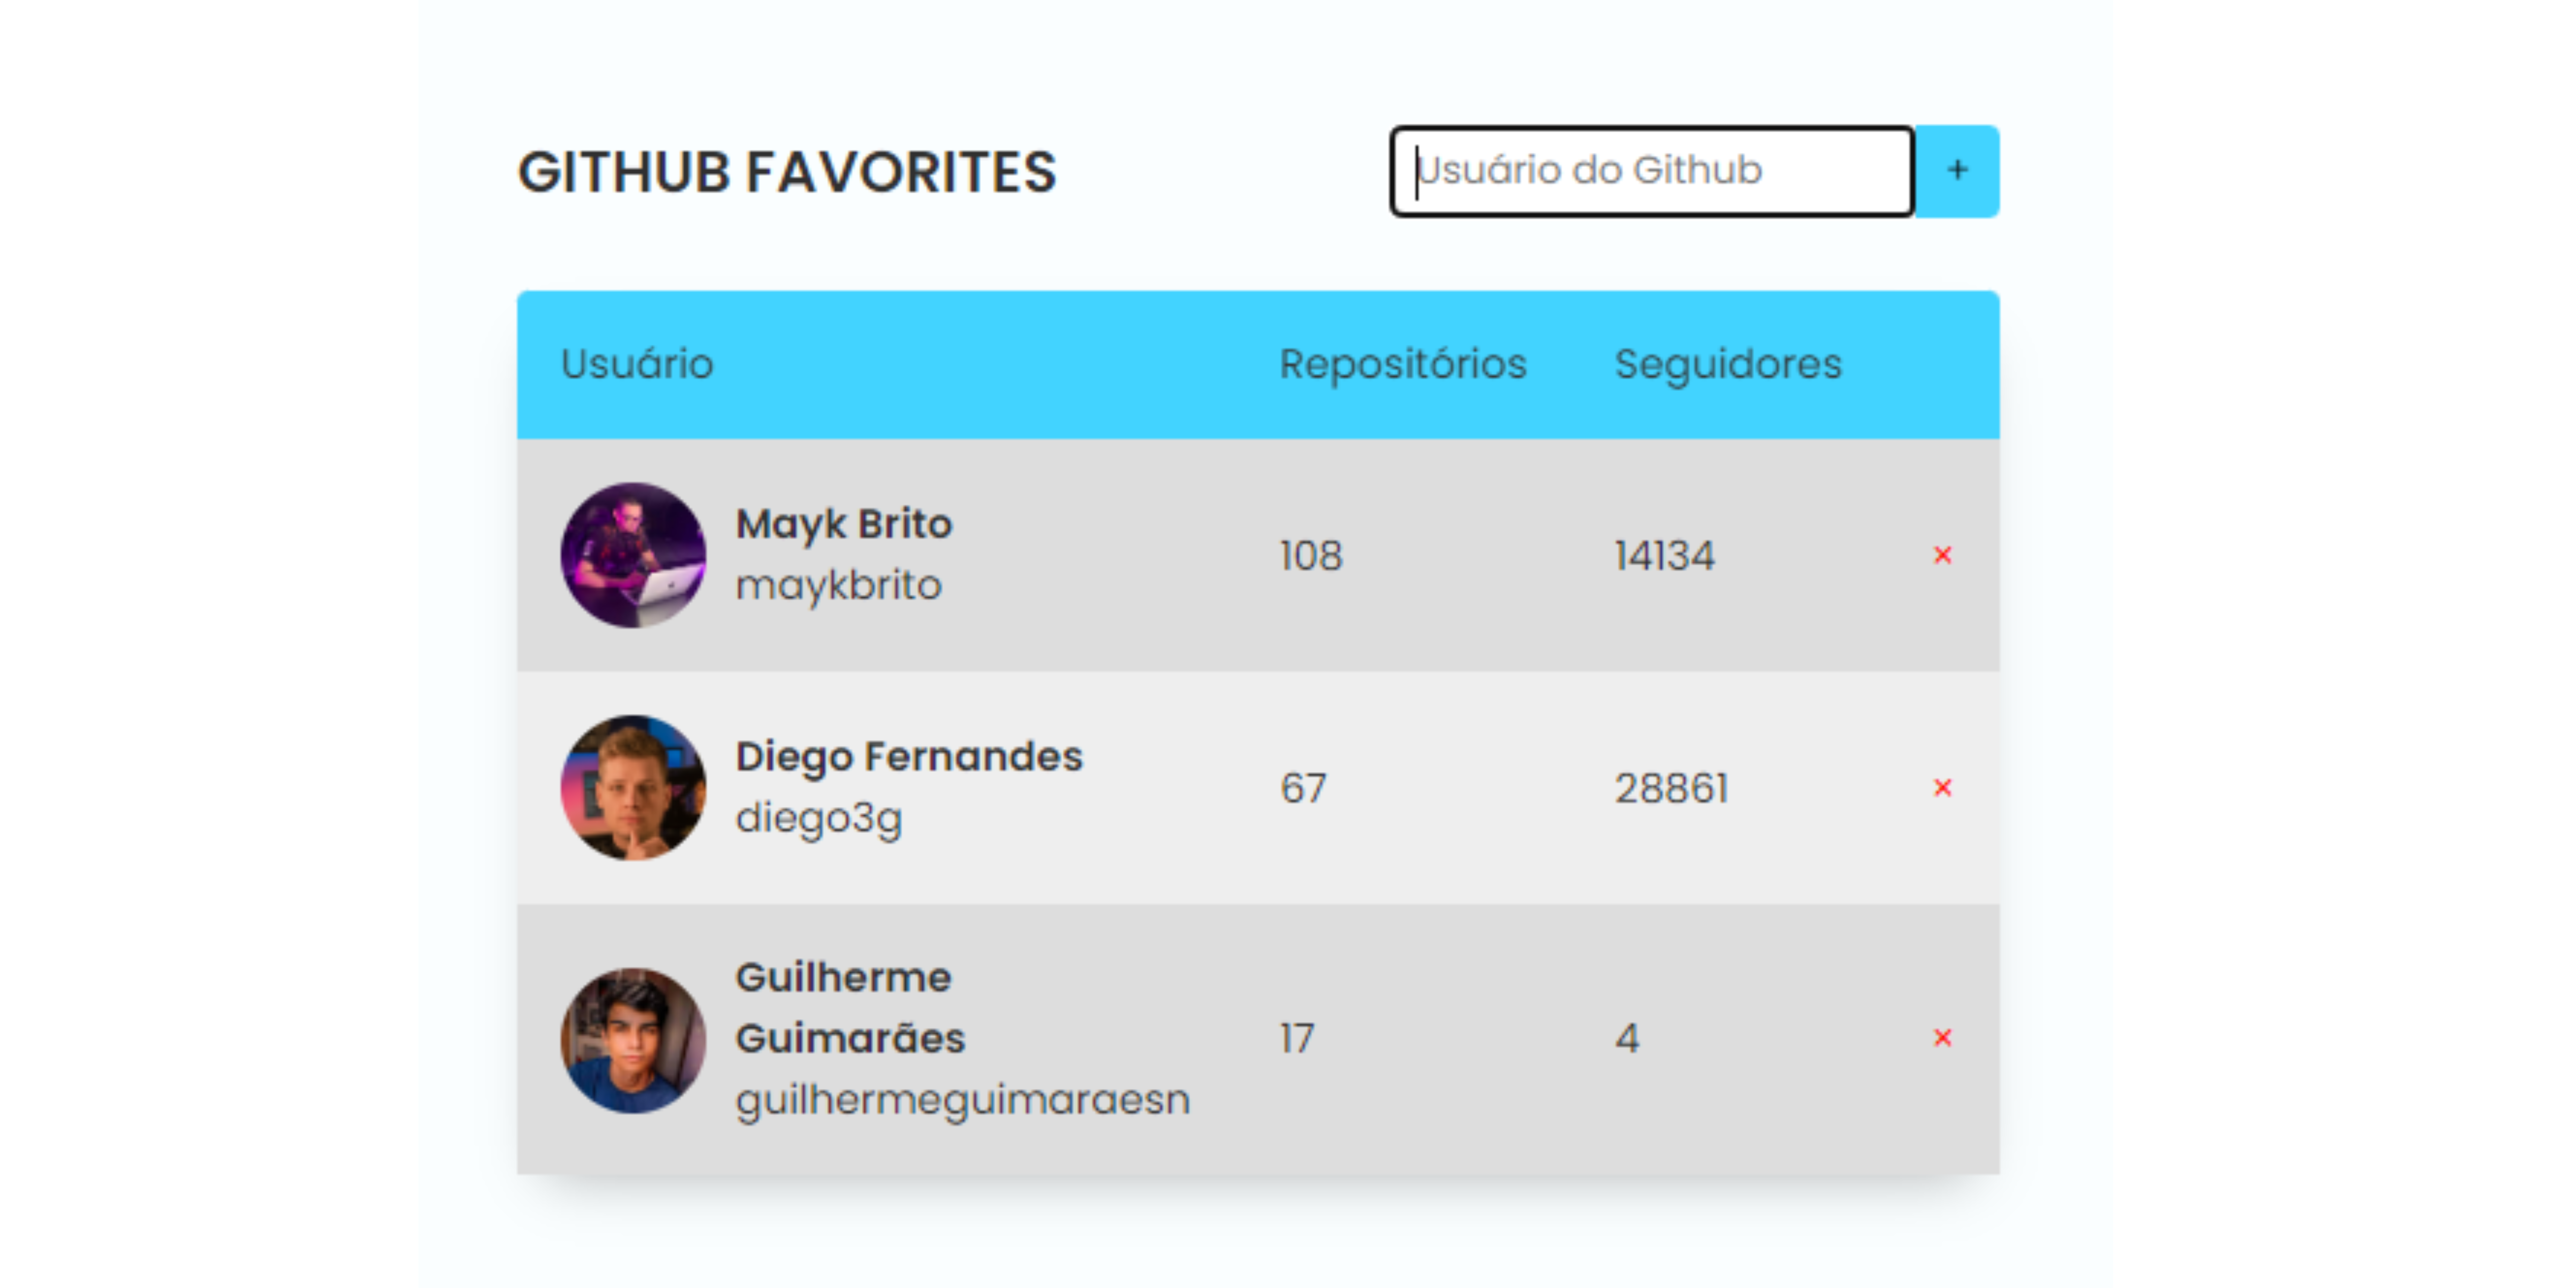 GITHUB FAVORITES
Usuário do Github
+
Usuário Repositórios Seguidores
Mayk Brito
maykbrito
108 14134 ×
Diego Fernandes
diego3g
67 28861 ×
Guilherme
Guimarães
guilhermeguimaraesn
17 4 ×